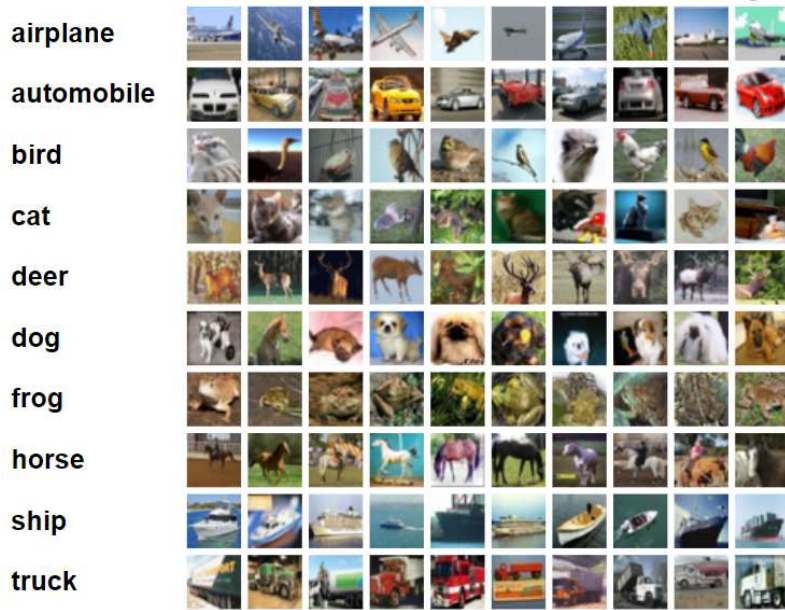 airplane
automobile
bird
cat
deer
dog
frog
horse
ship
truck